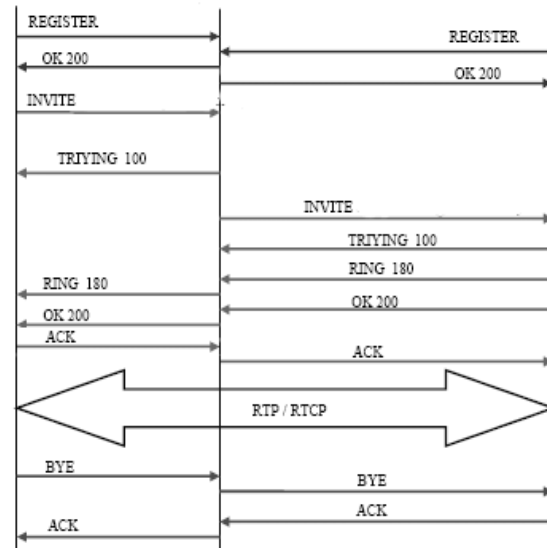 REGISTER
REGISTER
OK 200
OK 200
INVITE
TRIYING 100
INVITE
TRIYING 100
RING 180
RING 180
OK 200
OK 200
ACK
ACK
RTP / RTCP
BYE
BYE
ACK
ACK